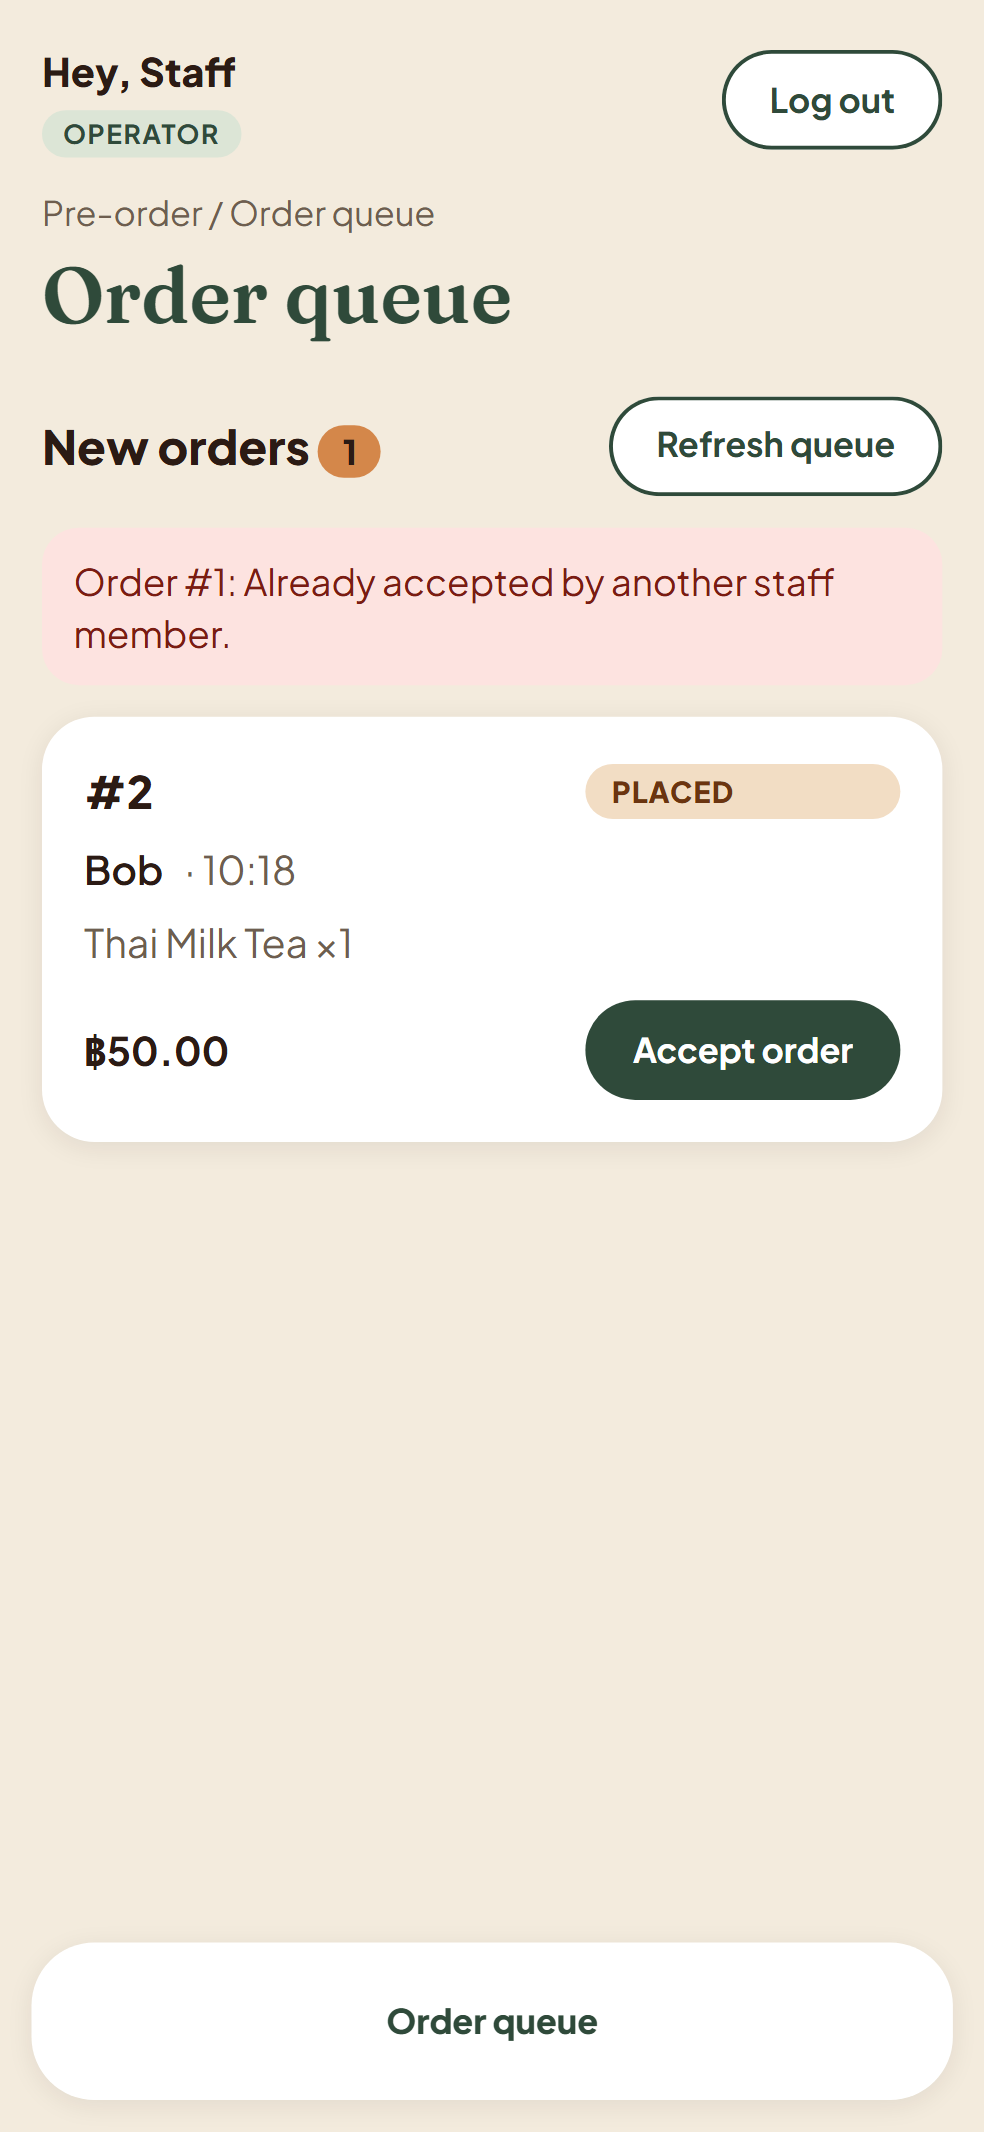 Hey, Staff
Log out
OPERATOR
Pre-order / Order queue
Order queue
New orders 1
Refresh queue
Order #1: Already accepted by another staff
member.
#2
PLACED
Bob · 10:18
Thai Milk Tea ×1
฿50.00
Accept order
Order queue